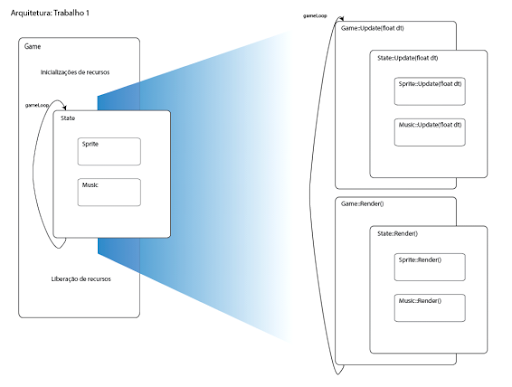 Arquitetura: Trabalho 1
Game
Inicializações de recursos
gameLoop
State
Sprite
Music
Liberação de recursos
gameLoop
Game::Update(float dt)
State::Update(float dt)
Sprite::Update(float dt)
Music::Update(float dt)
Game::Render()
State::Render()
Sprite::Render()
Music::Render()